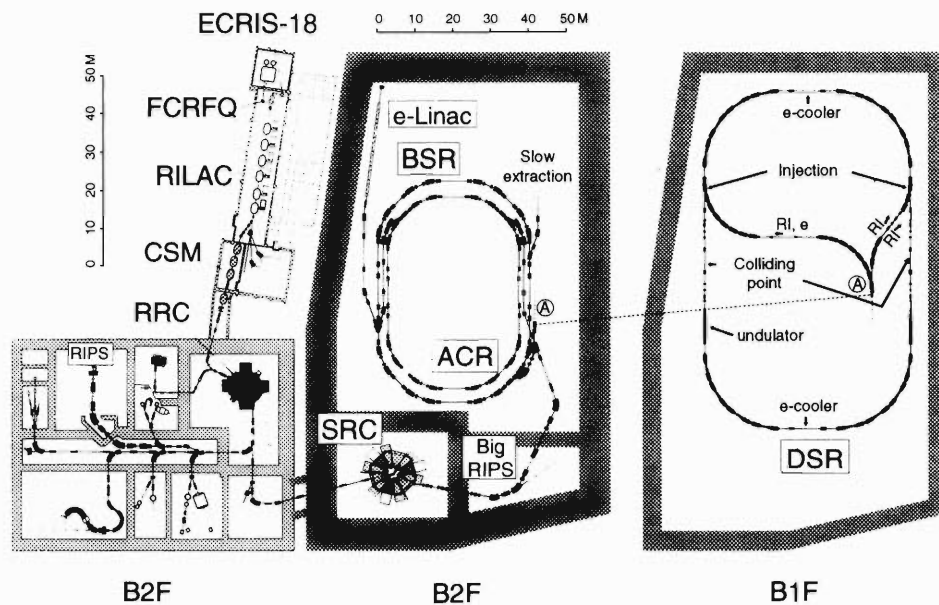 ECRIS-18
0 10 20 30 40 50 M
50 M
40
30
20
10
0
FCRFQ
RILAC
CSM
RRC
RIPS
e-Linac
BSR
Slow
extraction
A
ACR
SRC
Big
RIPS
e-cooler
Injection
RI, e
RI
RI
Colliding
point
A
undulator
e-cooler
DSR
B2F
B2F
B1F